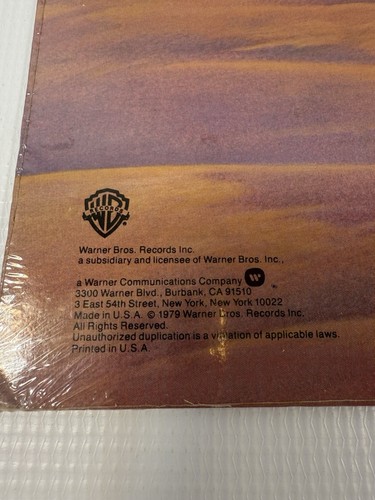 RECORDS
Warner Bros. Records Inc.
a subsidiary and licensee of Warner Bros. Inc.,
a Warner Communications Company
3300 Warner Blvd., Burbank, CA 91510
3 East 54th Street, New York, New York 10022
Made in U.S.A. © 1979 Warner Bros. Records Inc.
All Rights Reserved.
Unauthorized duplication is a violation of applicable laws.
Printed in U.S.A.